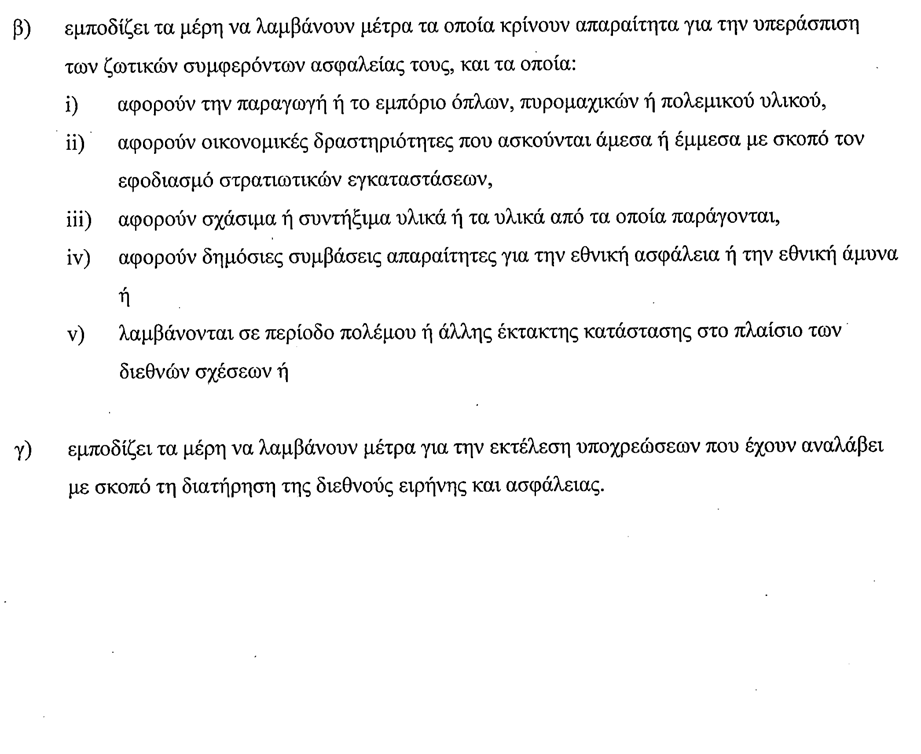 β) εμποδίζει τα μέρη να λαμβάνουν μέτρα τα οποία κρίνουν απαραίτητα για την υπεράσπιση
των ζωτικών συμφερόντων ασφαλείας τους, και τα οποία:
i) αφορούν την παραγωγή ή το εμπόριο όπλων, πυρομαχικών ή πολεμικού υλικού,
ii) αφορούν οικονομικές δραστηριότητες που ασκούνται άμεσα ή έμμεσα με σκοπό τον
εφοδιασμό στρατιωτικών εγκαταστάσεων,
iii) αφορούν σχάσιμα ή συντήξιμα υλικά ή τα υλικά από τα οποία παράγονται,
iv) αφορούν δημόσιες συμβάσεις απαραίτητες για την εθνική ασφάλεια ή την εθνική άμυνα
ή
v) λαμβάνονται σε περίοδο πολέμου ή άλλης έκτακτης κατάστασης στο πλαίσιο των
διεθνών σχέσεων ή
γ) εμποδίζει τα μέρη να λαμβάνουν μέτρα για την εκτέλεση υποχρεώσεων που έχουν αναλάβει
με σκοπό τη διατήρηση της διεθνούς ειρήνης και ασφάλειας.